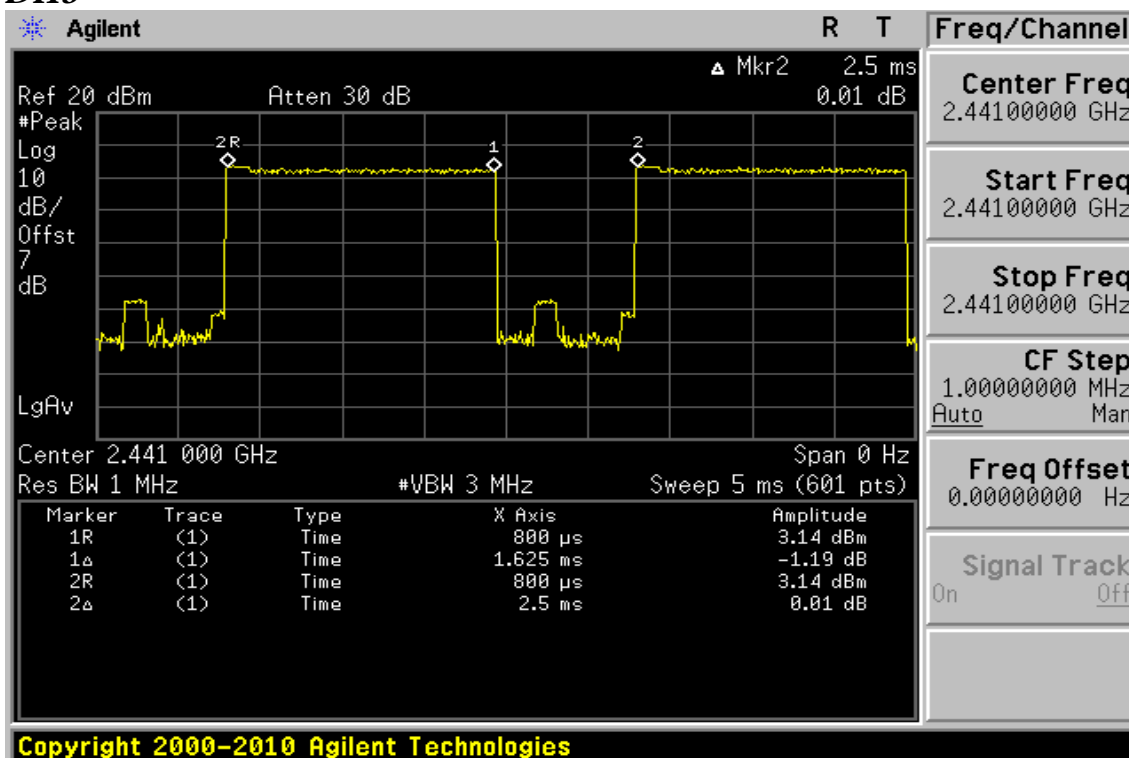 Agilent R T Freq/Channel
Δ Mkr2 2.5 ms
Ref 20 dBm Atten 30 dB 0.01 dB
#Peak
Log
10
dB/
Offst
7
dB
LgAv
2R
1
2
Center 2.441 000 GHz Span 0 Hz
Res BW 1 MHz #VBW 3 MHz Sweep 5 ms (601 pts)
Marker Trace Type X Axis Amplitude
1R (1) Time 800 µs 3.14 dBm
1Δ (1) Time 1.625 ms -1.19 dB
2R (1) Time 800 µs 3.14 dBm
2Δ (1) Time 2.5 ms 0.01 dB
Center Freq
2.44100000 GHz
Start Freq
2.44100000 GHz
Stop Freq
2.44100000 GHz
CF Step
1.00000000 MHz
Auto Man
Freq Offset
0.00000000 Hz
Signal Track
On Off
Copyright 2000-2010 Agilent Technologies